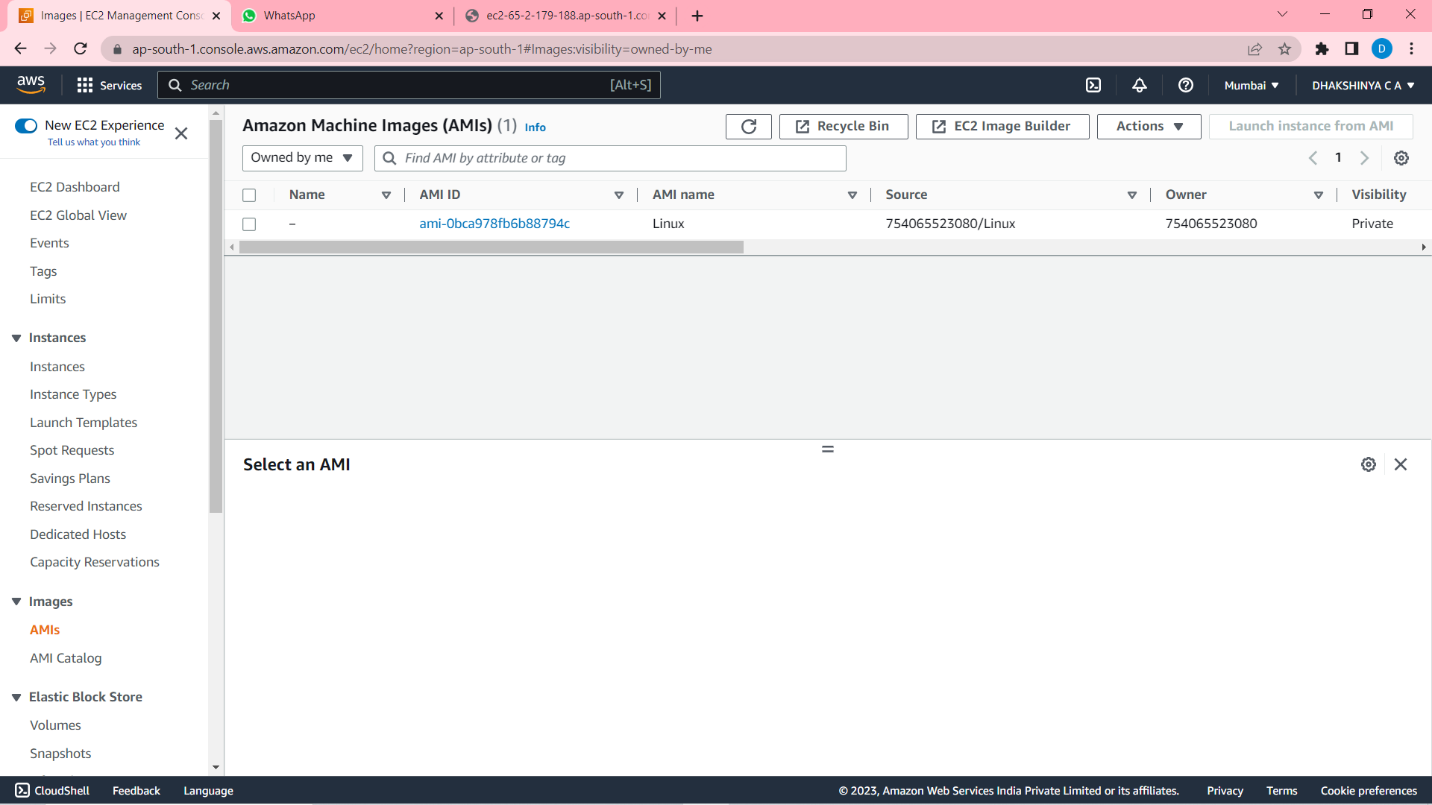 Images | EC2 Management Consc
WhatsApp
ec2-65-2-179-188.ap-south-1.co
ap-south-1.console.aws.amazon.com/ec2/home?region=ap-south-1#Images:visibility=owned-by-me
D
aws
Services
Search
[Alt+S]
Mumbai
DHAKSHINYA C A
New EC2 Experience
Tell us what you think
EC2 Dashboard
EC2 Global View
Events
Tags
Limits
Instances
Instances
Instance Types
Launch Templates
Spot Requests
Savings Plans
Reserved Instances
Dedicated Hosts
Capacity Reservations
Images
AMIs
AMI Catalog
Elastic Block Store
Volumes
Snapshots
Amazon Machine Images (AMIs) (1) Info
Recycle Bin
EC2 Image Builder
Actions
Launch instance from AMI
Owned by me
Find AMI by attribute or tag
1
Name AMI ID AMI name Source Owner Visibility
– ami-0bca978fb6b88794c Linux 754065523080/Linux 754065523080 Private
Select an AMI
CloudShell Feedback Language
© 2023, Amazon Web Services India Private Limited or its affiliates. Privacy Terms Cookie preferences